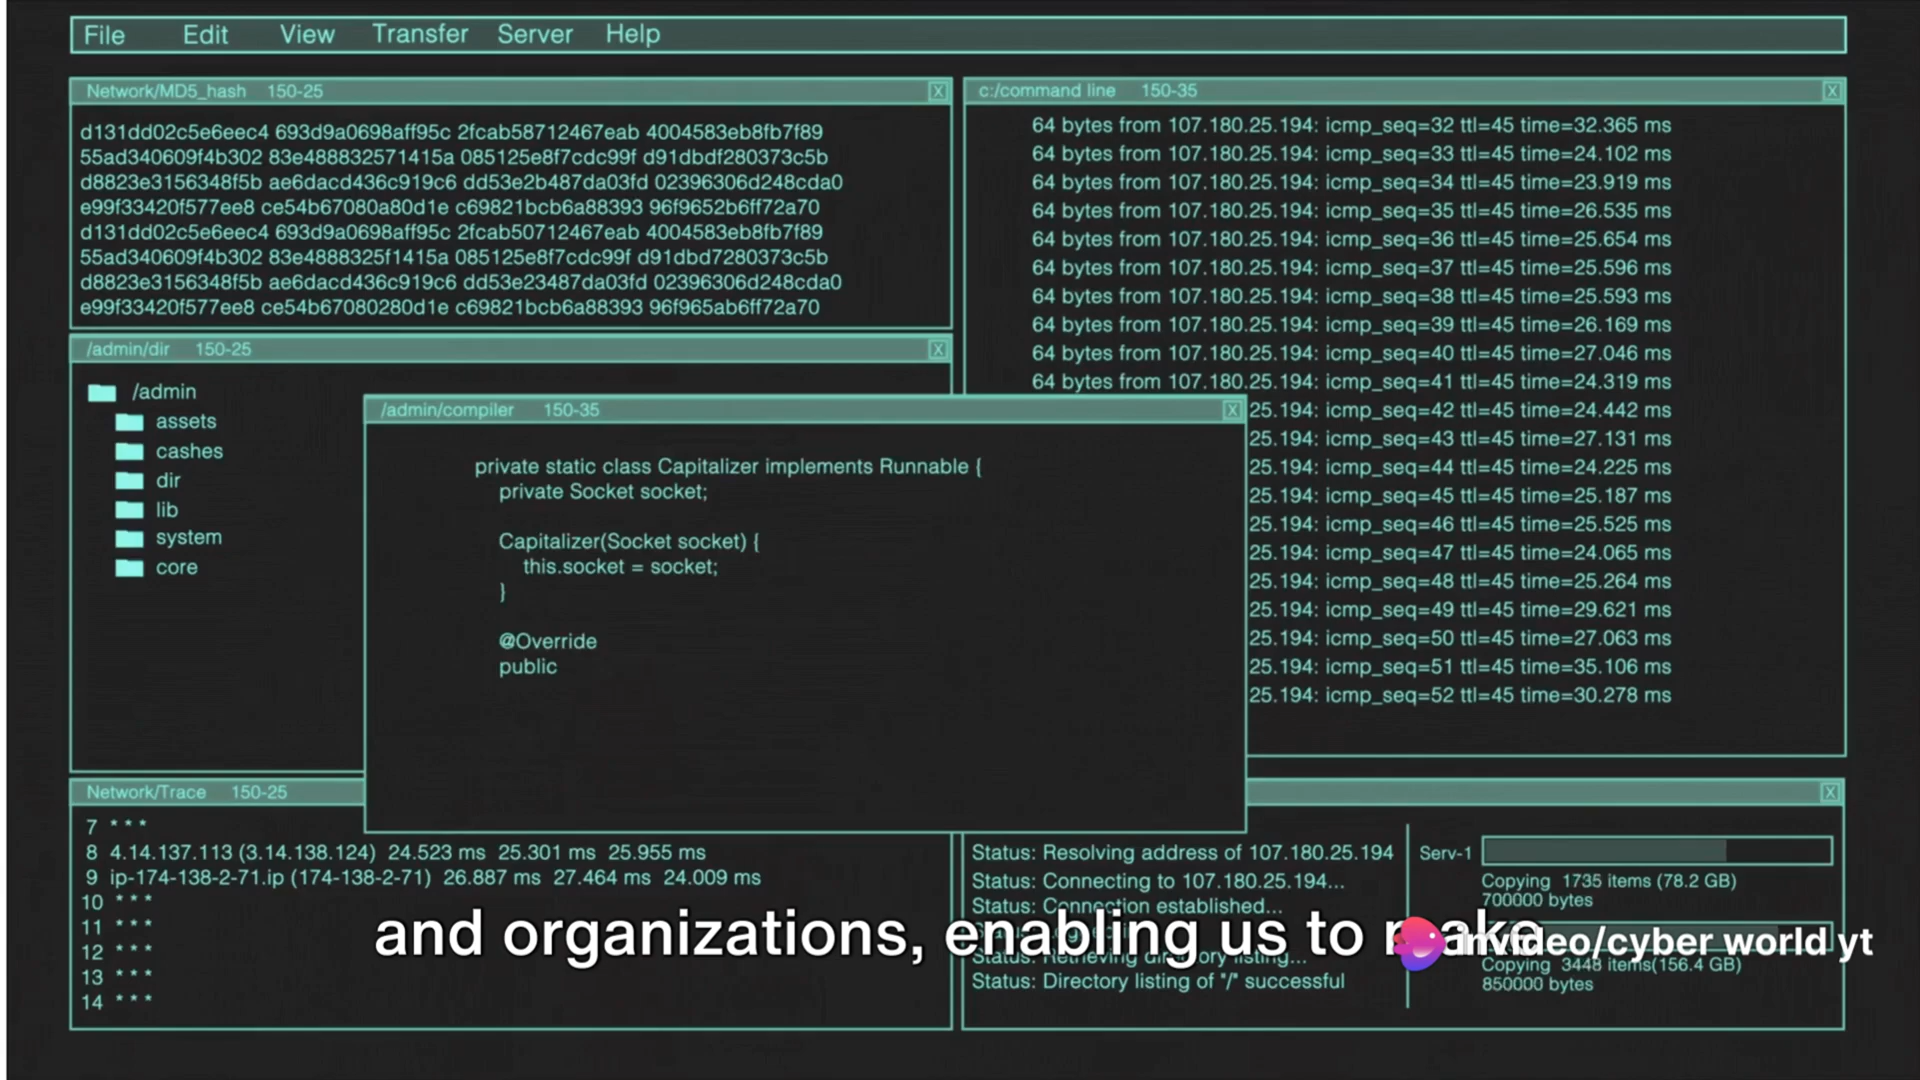 File Edit View Transfer Server Help
Network/MD5_hash 150-25
d131dd02c5e6eec4 693d9a0698aff95c 2fcab58712467eab 4004583eb8fb7f89
55ad340609f4b302 83e488832571415a 085125e8f7cdc99f d91dbdf280373c5b
d8823e3156348f5b ae6dacd436c919c6 dd53e2b487da03fd 02396306d248cda0
e99f33420f577ee8 ce54b67080a80d1e c69821bcb6a88393 96f9652b6ff72a70
d131dd02c5e6eec4 693d9a0698aff95c 2fcab50712467eab 4004583eb8fb7f89
55ad340609f4b302 83e4888325f1415a 085125e8f7cdc99f d91dbd7280373c5b
d8823e3156348f5b ae6dacd436c919c6 dd53e23487da03fd 02396306d248cda0
e99f33420f577ee8 ce54b67080280d1e c69821bcb6a88393 96f965ab6ff72a70
c:/command line 150-35
64 bytes from 107.180.25.194: icmp_seq=32 ttl=45 time=32.365 ms
64 bytes from 107.180.25.194: icmp_seq=33 ttl=45 time=24.102 ms
64 bytes from 107.180.25.194: icmp_seq=34 ttl=45 time=23.919 ms
64 bytes from 107.180.25.194: icmp_seq=35 ttl=45 time=26.535 ms
64 bytes from 107.180.25.194: icmp_seq=36 ttl=45 time=25.654 ms
64 bytes from 107.180.25.194: icmp_seq=37 ttl=45 time=25.596 ms
64 bytes from 107.180.25.194: icmp_seq=38 ttl=45 time=25.593 ms
64 bytes from 107.180.25.194: icmp_seq=39 ttl=45 time=26.169 ms
64 bytes from 107.180.25.194: icmp_seq=40 ttl=45 time=27.046 ms
64 bytes from 107.180.25.194: icmp_seq=41 ttl=45 time=24.319 ms
25.194: icmp_seq=42 ttl=45 time=24.442 ms
25.194: icmp_seq=43 ttl=45 time=27.131 ms
25.194: icmp_seq=44 ttl=45 time=24.225 ms
25.194: icmp_seq=45 ttl=45 time=25.187 ms
25.194: icmp_seq=46 ttl=45 time=25.525 ms
25.194: icmp_seq=47 ttl=45 time=24.065 ms
25.194: icmp_seq=48 ttl=45 time=25.264 ms
25.194: icmp_seq=49 ttl=45 time=29.621 ms
25.194: icmp_seq=50 ttl=45 time=27.063 ms
25.194: icmp_seq=51 ttl=45 time=35.106 ms
25.194: icmp_seq=52 ttl=45 time=30.278 ms
/admin/dir 150-25
/admin
assets
cashes
dir
lib
system
core
/admin/compiler 150-35
private static class Capitalizer implements Runnable {
private Socket socket;
Capitalizer(Socket socket) {
this.socket = socket;
}
@Override
public
Network/Trace 150-25
7 * * *
8 4.14.137.113 (3.14.138.124) 24.523 ms 25.301 ms 25.955 ms
9 ip-174-138-2-71.ip (174-138-2-71) 26.887 ms 27.464 ms 24.009 ms
10 * * *
11 * * *
12 * * *
13 * * *
14 * * *
Status: Resolving address of 107.180.25.194
Status: Connecting to 107.180.25.194...
Status: Connection established...
Status: Retrieving directory listing...
Status: Directory listing of "/" successful
Serv-1
Copying 1735 items (78.2 GB)
700000 bytes
Copying 3448 items(156.4 GB)
850000 bytes
and organizations, enabling us to make
invideo/cyber world yt